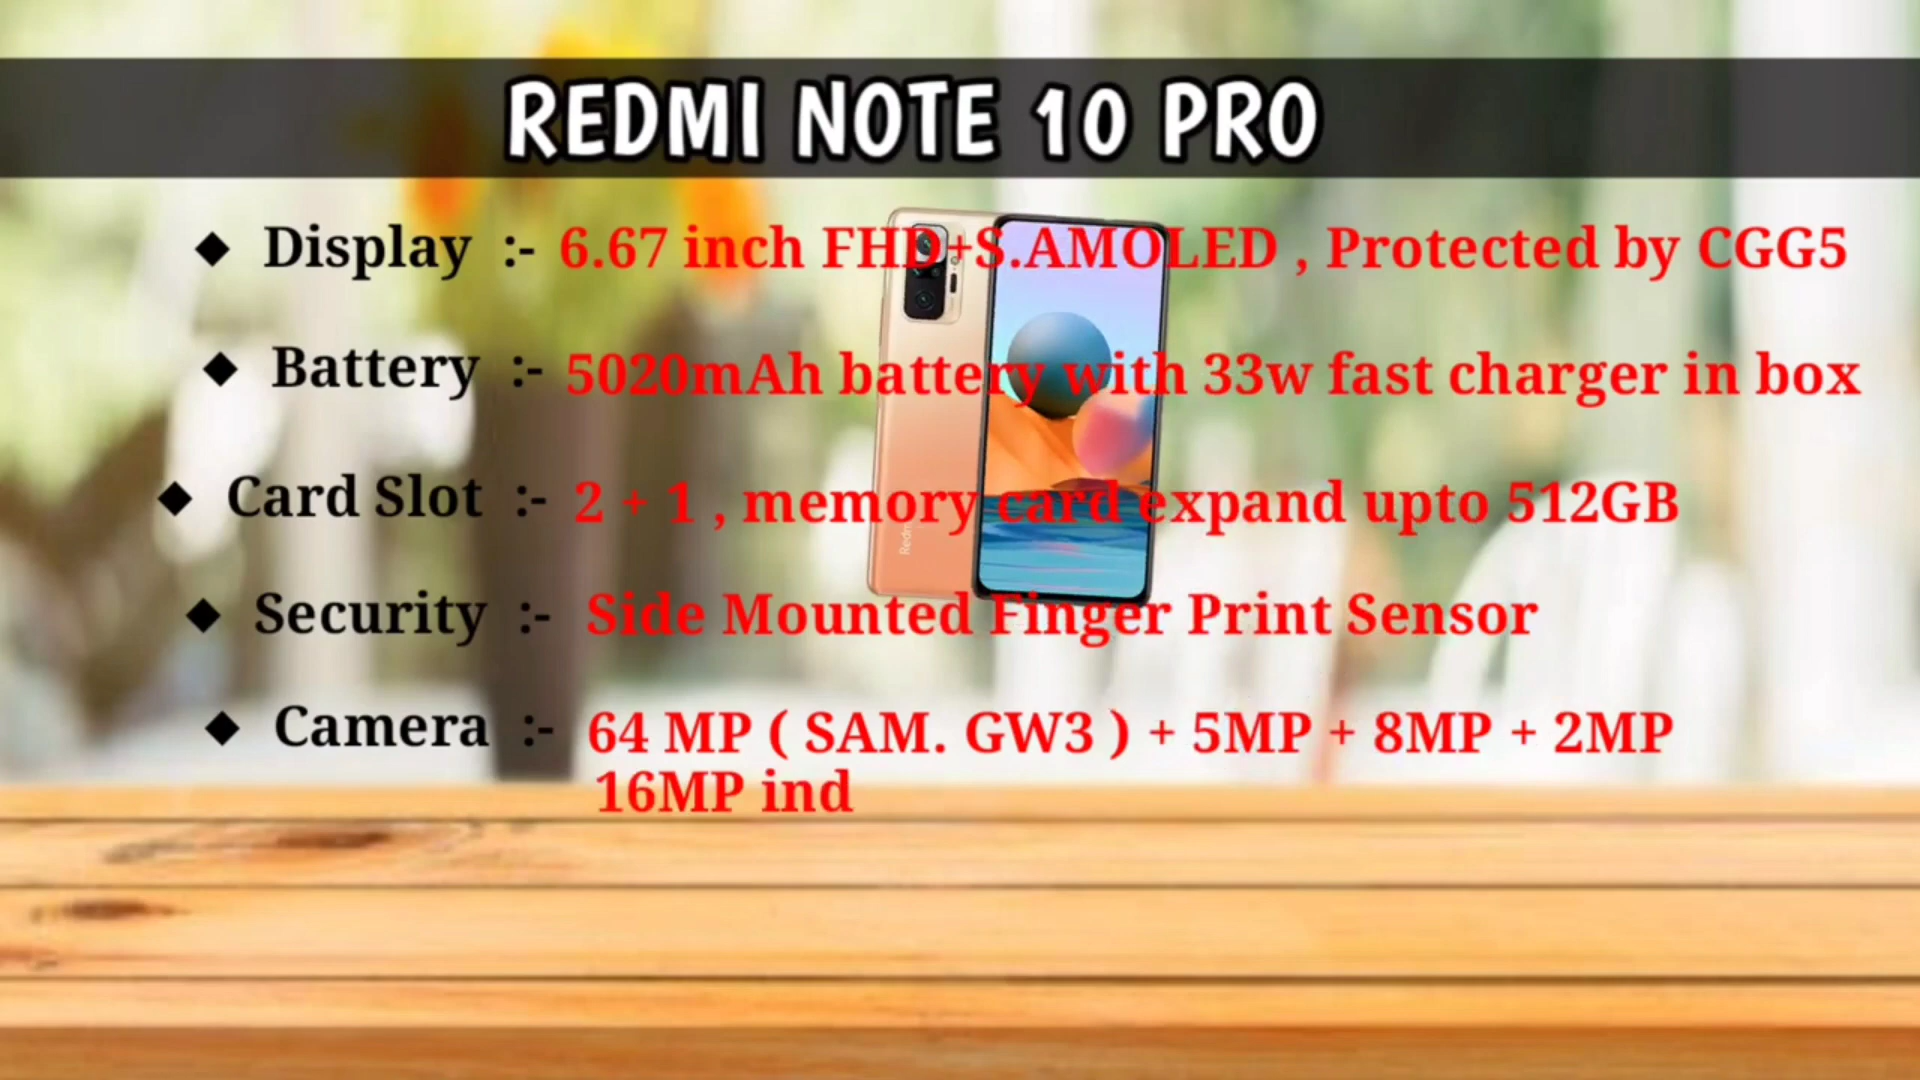 REDMI NOTE 10 PRO
◆ Display :- 6.67 inch FHD+S.AMOLED , Protected by CGG5
◆ Battery :- 5020mAh battery with 33w fast charger in box
◆ Card Slot :- 2 + 1 , memory card expand upto 512GB
◆ Security :- Side Mounted Finger Print Sensor
◆ Camera :- 64 MP ( SAM. GW3 ) + 5MP + 8MP + 2MP
16MP ind